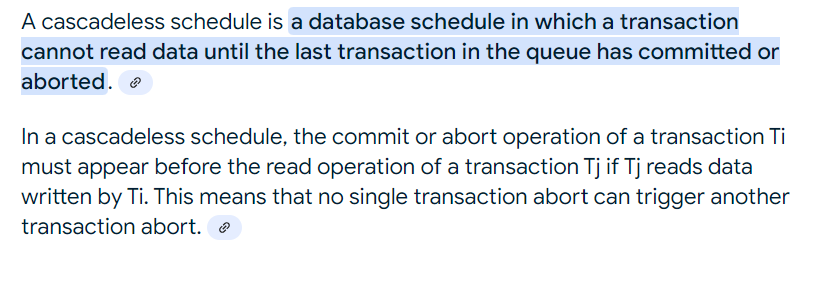 A cascadeless schedule is a database schedule in which a transaction
cannot read data until the last transaction in the queue has committed or
aborted.
In a cascadeless schedule, the commit or abort operation of a transaction Ti
must appear before the read operation of a transaction Tj if Tj reads data
written by Ti. This means that no single transaction abort can trigger another
transaction abort.